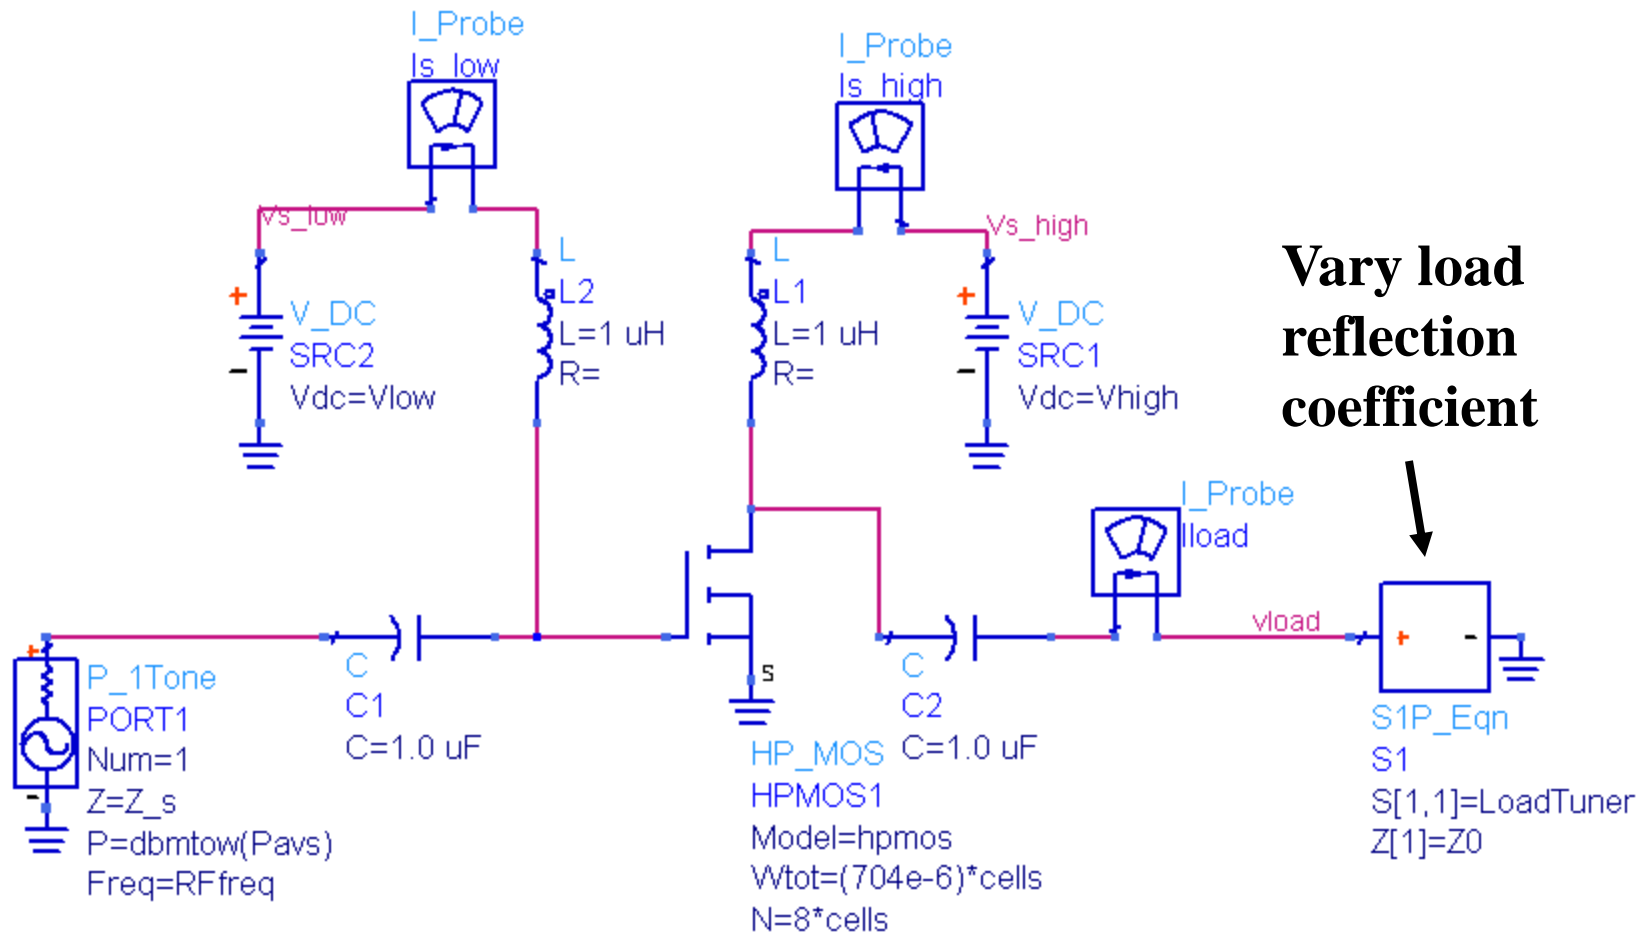 I_Probe
Is_low
I_Probe
Is_high
Vs_low
Vs_high
L
L2
L=1 uH
R=
L
L1
L=1 uH
R=
+
V_DC
SRC2
-
Vdc=Vlow
+
V_DC
SRC1
-
Vdc=Vhigh
Vary load
reflection
coefficient
I_Probe
Iload
vload
+ -
+
P_1Tone
PORT1
Num=1
Z=Z_s
-
P=dbmtow(Pavs)
Freq=RFfreq
C
C1
C=1.0 uF
S
HP_MOS
HPMOS1
Model=hpmos
Wtot=(704e-6)*cells
N=8*cells
C
C2
C=1.0 uF
S1P_Eqn
S1
S[1,1]=LoadTuner
Z[1]=Z0